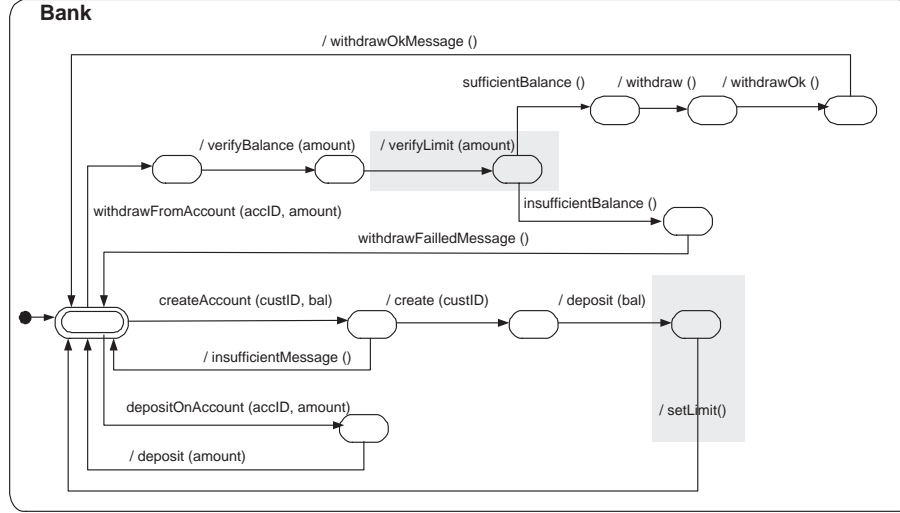 Bank
/ withdrawOkMessage ()
sufficientBalance ()
/ withdraw ()
/ withdrawOk ()
/ verifyBalance (amount)
/ verifyLimit (amount)
withdrawFromAccount (accID, amount)
insufficientBalance ()
withdrawFailledMessage ()
createAccount (custID, bal)
/ create (custID)
/ deposit (bal)
/ insufficientMessage ()
depositOnAccount (accID, amount)
/ setLimit()
/ deposit (amount)